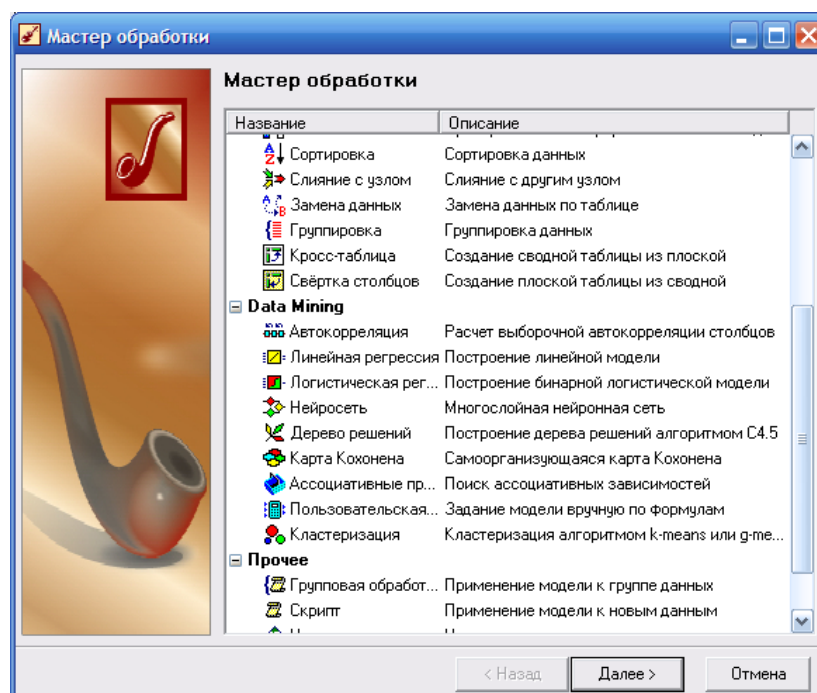 Мастер обработки
Мастер обработки
Название Описание
Сортировка Сортировка данных
Слияние с узлом Слияние с другим узлом
Замена данных Замена данных по таблице
Группировка Группировка данных
Кросс-таблица Создание сводной таблицы из плоской
Свёртка столбцов Создание плоской таблицы из сводной
Data Mining
Автокорреляция Расчет выборочной автокорреляции столбцов
Линейная регрессия Построение линейной модели
Логистическая рег... Построение бинарной логистической модели
Нейросеть Многослойная нейронная сеть
Дерево решений Построение дерева решений алгоритмом C4.5
Карта Кохонена Самоорганизующаяся карта Кохонена
Ассоциативные пр... Поиск ассоциативных зависимостей
Пользовательская... Задание модели вручную по формулам
Кластеризация Кластеризация алгоритмом k-means или g-me...
Прочее
Групповая обработ... Применение модели к группе данных
Скрипт Применение модели к новым данным
< Назад Далее > Отмена